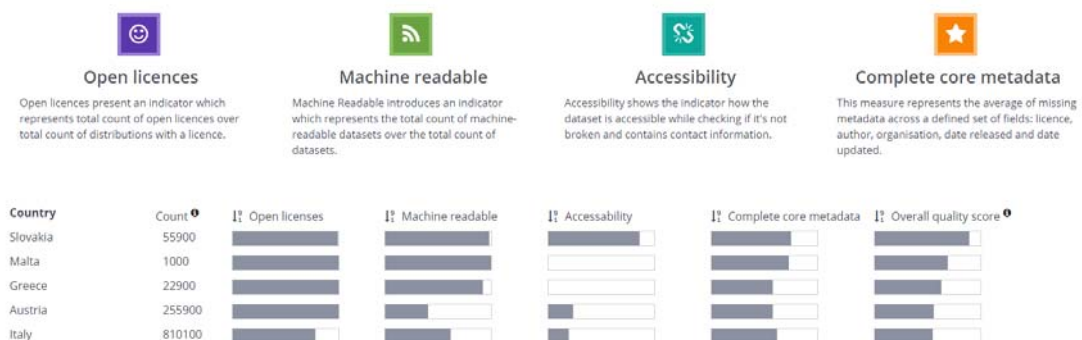 Open licences
Open licences present an indicator which
represents total count of open licences over
total count of distributions with a licence.
Machine readable
Machine Readable introduces an indicator
which represents the total count of machine-
readable datasets over the total count of
datasets.
Accessibility
Accessibility shows the indicator how the
dataset is accessible while checking if it's not
broken and contains contact information.
Complete core metadata
This measure represents the average of missing
metadata across a defined set of fields: licence,
author, organisation, date released and date
updated.
Country Count Open licenses Machine readable Accessability Complete core metadata Overall quality score
Slovakia 55900
Malta 1000
Greece 22900
Austria 255900
Italy 810100